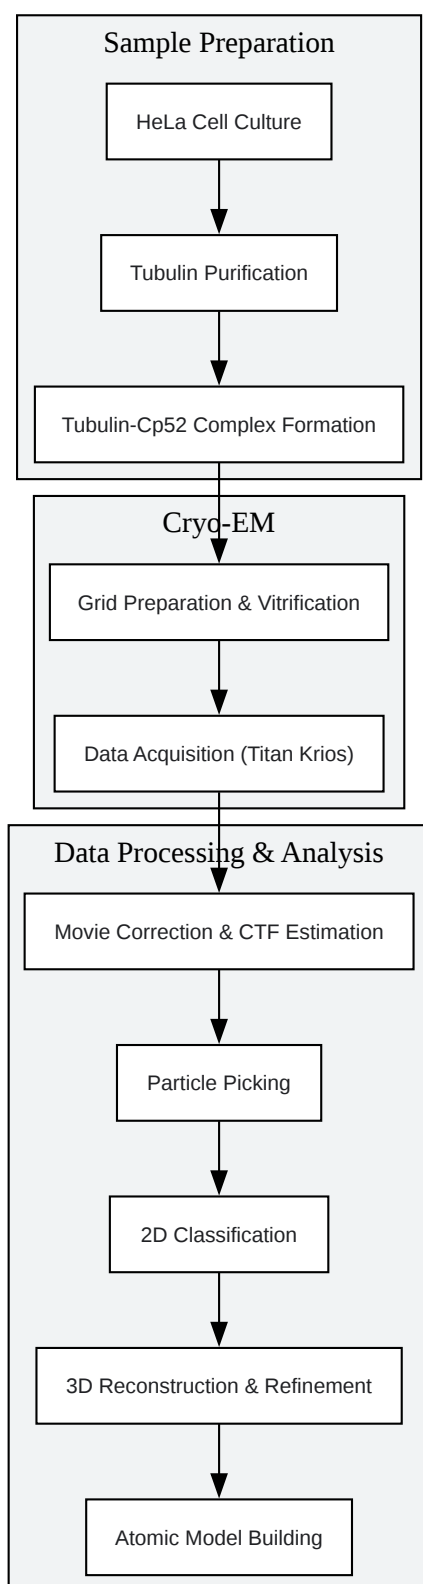 Sample Preparation
HeLa Cell Culture
Tubulin Purification
Tubulin-Cp52 Complex Formation
Cryo-EM
Grid Preparation & Vitrification
Data Acquisition (Titan Krios)
Data Processing & Analysis
Movie Correction & CTF Estimation
Particle Picking
2D Classification
3D Reconstruction & Refinement
Atomic Model Building